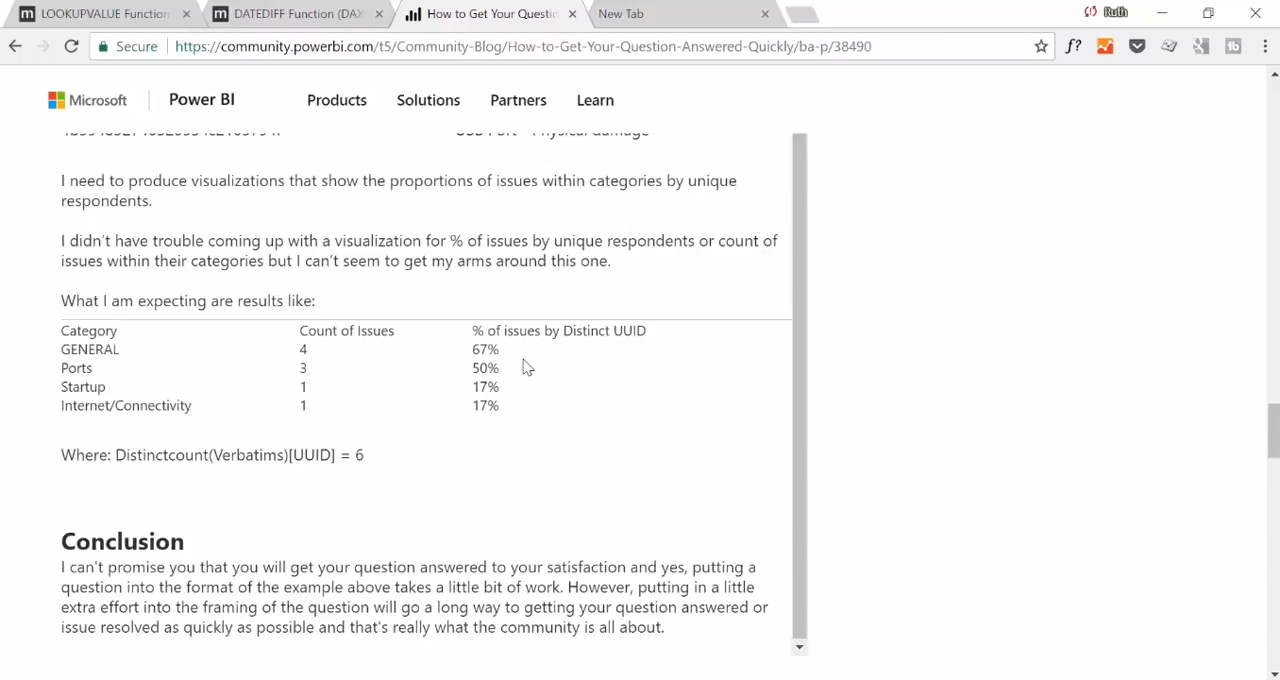 LOOKUPVALUE Function
DATEDIFF Function (DAX
How to Get Your Questio
New Tab
Ruth
Secure
https://community.powerbi.com/t5/Community-Blog/How-to-Get-Your-Question-Answered-Quickly/ba-p/38490
Microsoft
Power BI
Products
Solutions
Partners
Learn
I need to produce visualizations that show the proportions of issues within categories by unique
respondents.
I didn't have trouble coming up with a visualization for % of issues by unique respondents or count of
issues within their categories but I can't seem to get my arms around this one.
What I am expecting are results like:
Category Count of Issues % of issues by Distinct UUID
GENERAL 4 67%
Ports 3 50%
Startup 1 17%
Internet/Connectivity 1 17%
Where: Distinctcount(Verbatims)[UUID] = 6
Conclusion
I can't promise you that you will get your question answered to your satisfaction and yes, putting a
question into the format of the example above takes a little bit of work. However, putting in a little
extra effort into the framing of the question will go a long way to getting your question answered or
issue resolved as quickly as possible and that's really what the community is all about.